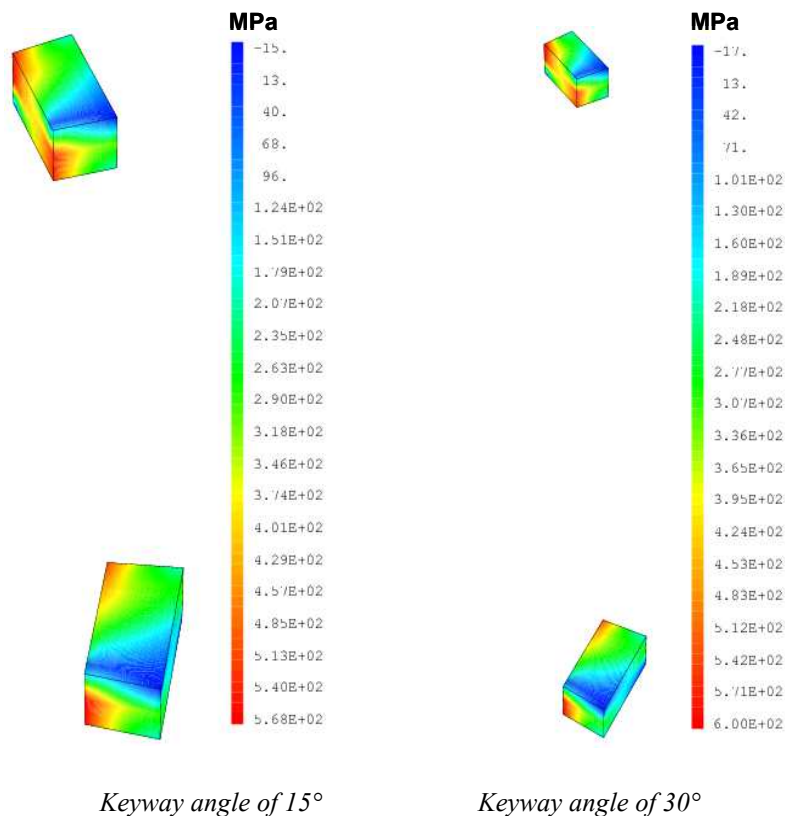 MPa
-15.
13.
40.
68.
96.
1.24E+02
1.51E+02
1.79E+02
2.07E+02
2.35E+02
2.63E+02
2.90E+02
3.18E+02
3.46E+02
3.74E+02
4.01E+02
4.29E+02
4.57E+02
4.85E+02
5.13E+02
5.40E+02
5.68E+02
MPa
-17.
13.
42.
71.
1.01E+02
1.30E+02
1.60E+02
1.89E+02
2.18E+02
2.48E+02
2.77E+02
3.07E+02
3.36E+02
3.65E+02
3.95E+02
4.24E+02
4.53E+02
4.83E+02
5.12E+02
5.42E+02
5.71E+02
6.00E+02
Keyway angle of 15°
Keyway angle of 30°